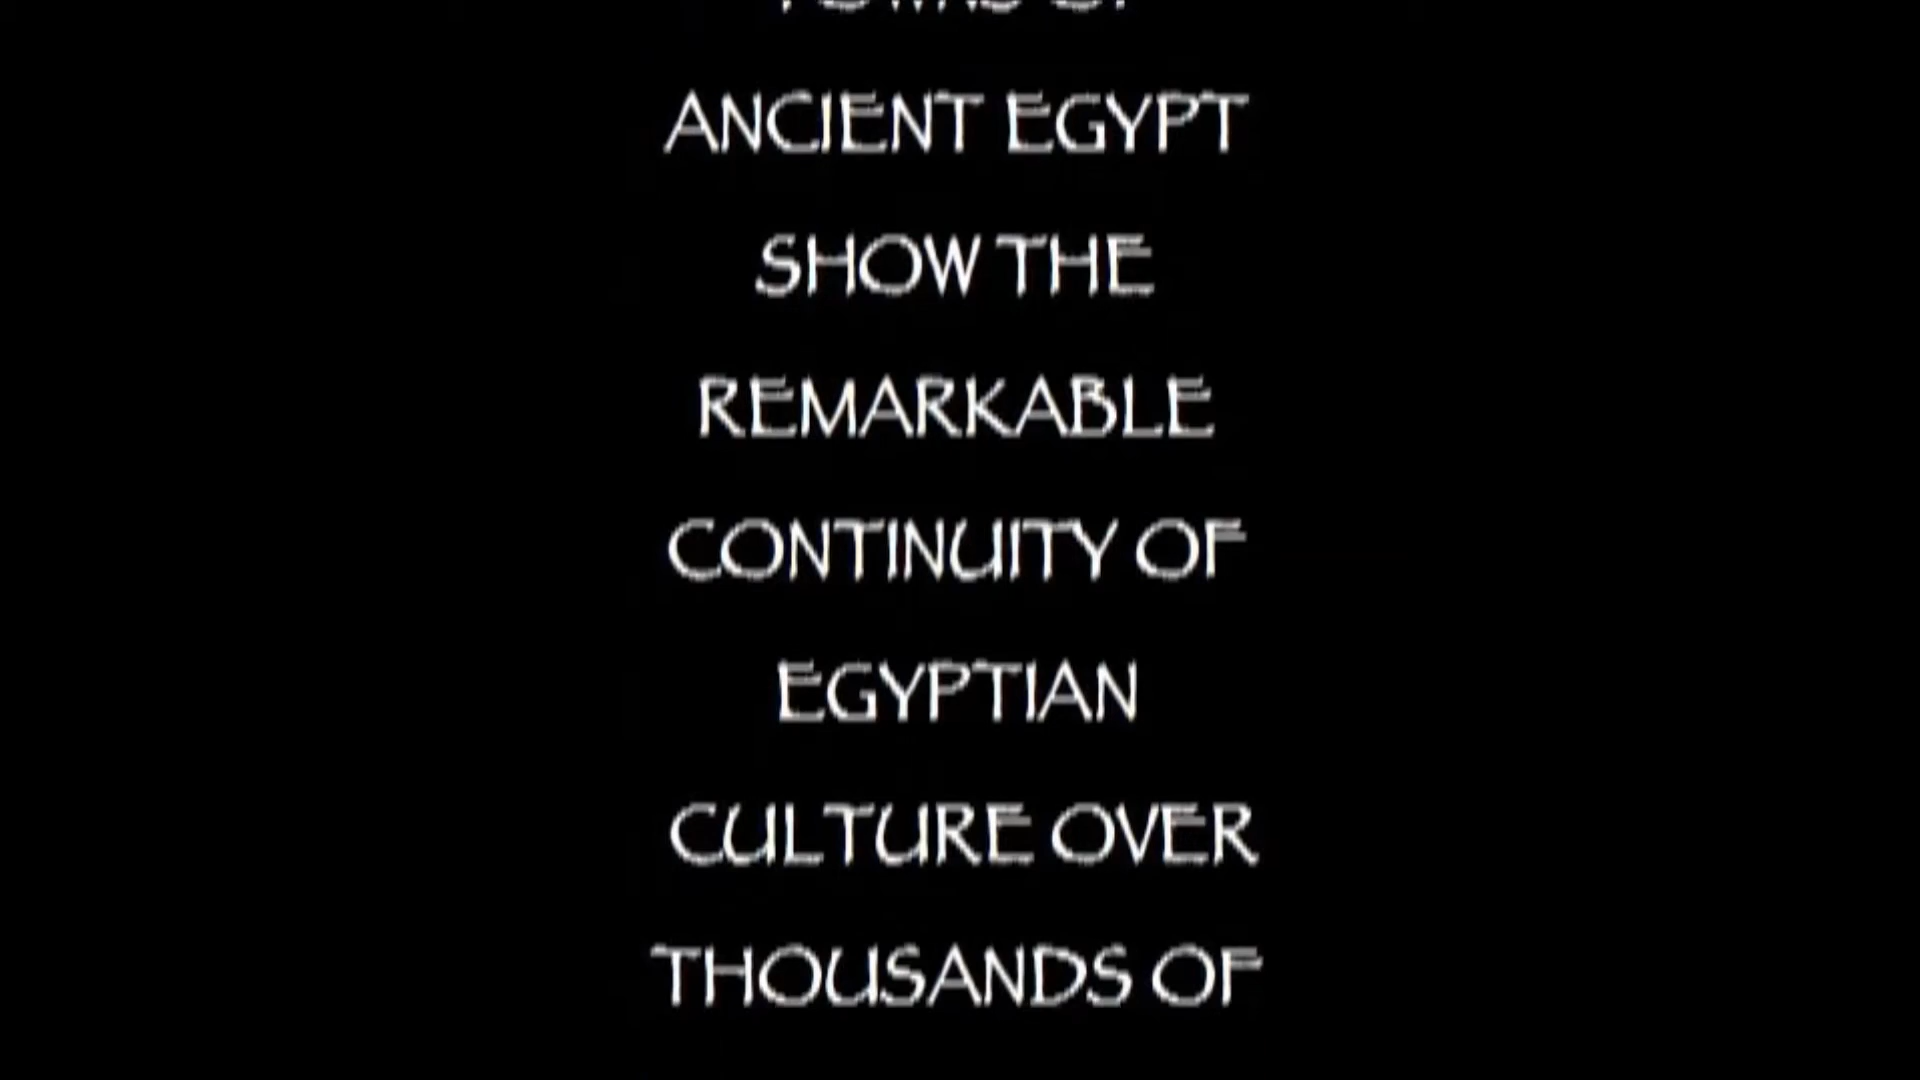 ANCIENT EGYPT
SHOW THE
REMARKABLE
CONTINUITY OF
EGYPTIAN
CULTURE OVER
THOUSANDS OF